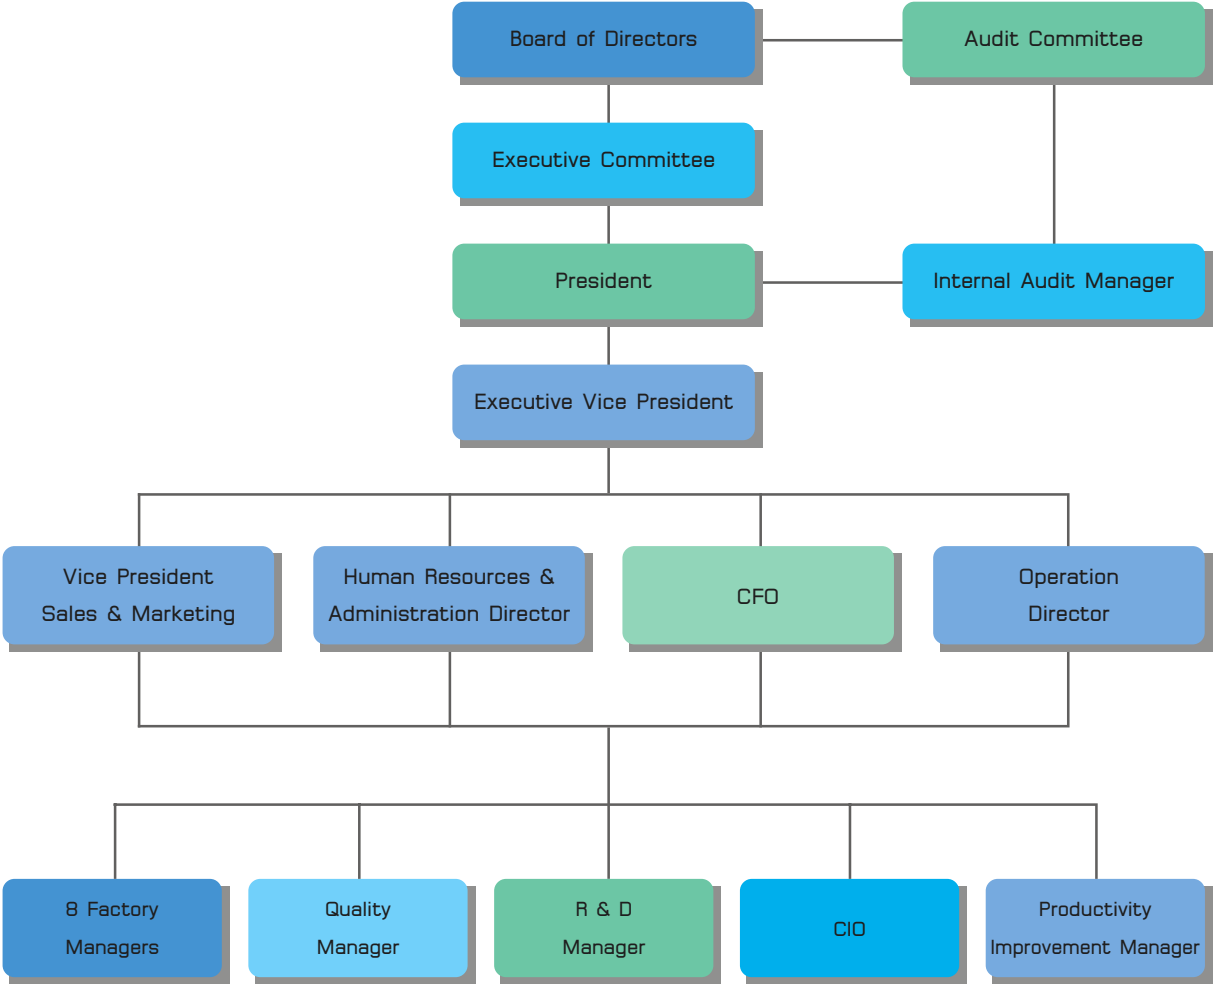 Board of Directors
Audit Committee
Executive Committee
President
Internal Audit Manager
Executive Vice President
Vice President
Sales & Marketing
Human Resources &
Administration Director
CFO
Operation
Director
8 Factory
Managers
Quality
Manager
R & D
Manager
CIO
Productivity
Improvement Manager